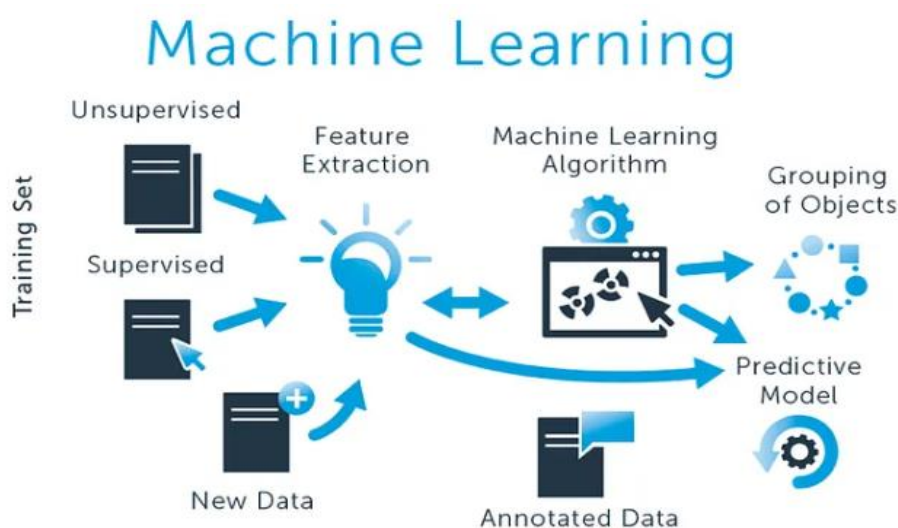 Machine Learning
Training Set
Unsupervised
Supervised
New Data
Feature
Extraction
Machine Learning
Algorithm
Grouping
of Objects
Predictive
Model
Annotated Data